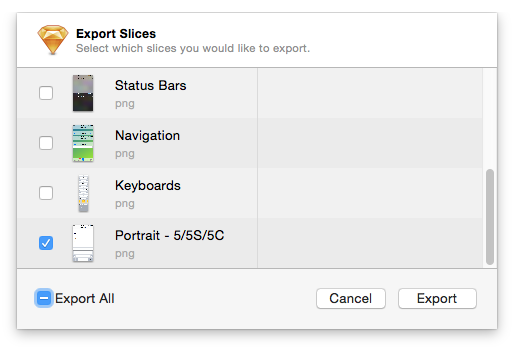 Export Slices
Select which slices you would like to export.
Status Bars
png
Navigation
png
Keyboards
png
Portrait - 5/5S/5C
png
Export All
Cancel
Export